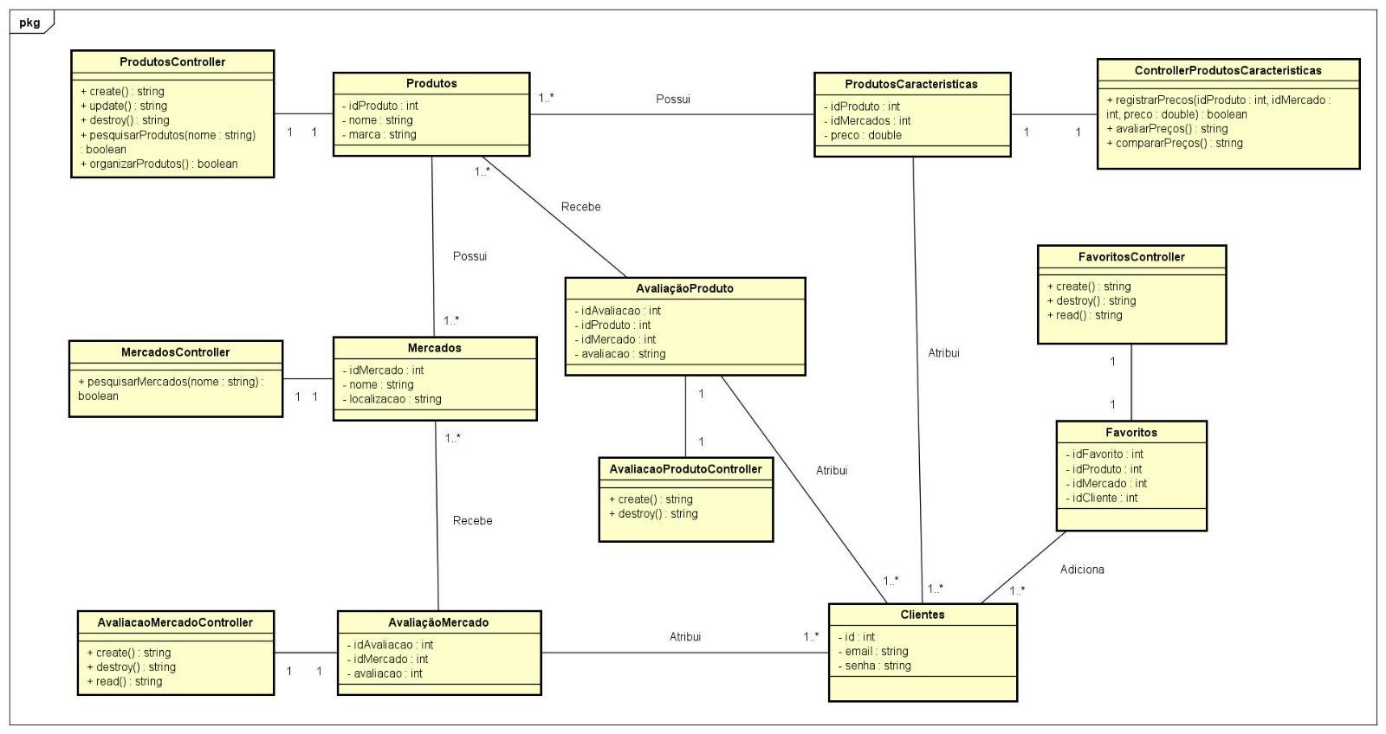 pkg
ProdutosController
+ create() : string
+ update() : string
+ destroy() : string
+ pesquisarProdutos(nome : string)
: boolean
+ organizarProdutos() : boolean
1
1
Produtos
- idProduto : int
- nome : string
- marca : string
1..*
Possui
ProdutosCaracteristicas
- idProduto : int
- idMercados : int
- preco : double
1
1
ControllerProdutosCaracteristicas
+ registrarPrecos(idProduto : int, idMercado :
int, preco : double) : boolean
+ avaliarPreços() : string
+ compararPreços() : string
1..*
Recebe
Possui
1..*
AvaliaçãoProduto
- idAvaliacao : int
- idProduto : int
- idMercado : int
- avaliacao : string
FavoritosController
+ create() : string
+ destroy() : string
+ read() : string
MercadosController
+ pesquisarMercados(nome : string) :
boolean
1
1
Mercados
- idMercado : int
- nome : string
- localizacao : string
1..*
Atribui
1
1
1
1
AvaliacaoProdutoController
+ create() : string
+ destroy() : string
Atribui
Favoritos
- idFavorito : int
- idProduto : int
- idMercado : int
- idCliente : int
Recebe
Adiciona
1..*
1..*
1..*
AvaliacaoMercadoController
+ create() : string
+ destroy() : string
+ read() : string
1
1
AvaliaçãoMercado
- idAvaliacao : int
- idMercado : int
- avaliacao : int
Atribui
1..*
Clientes
- id : int
- email : string
- senha : string